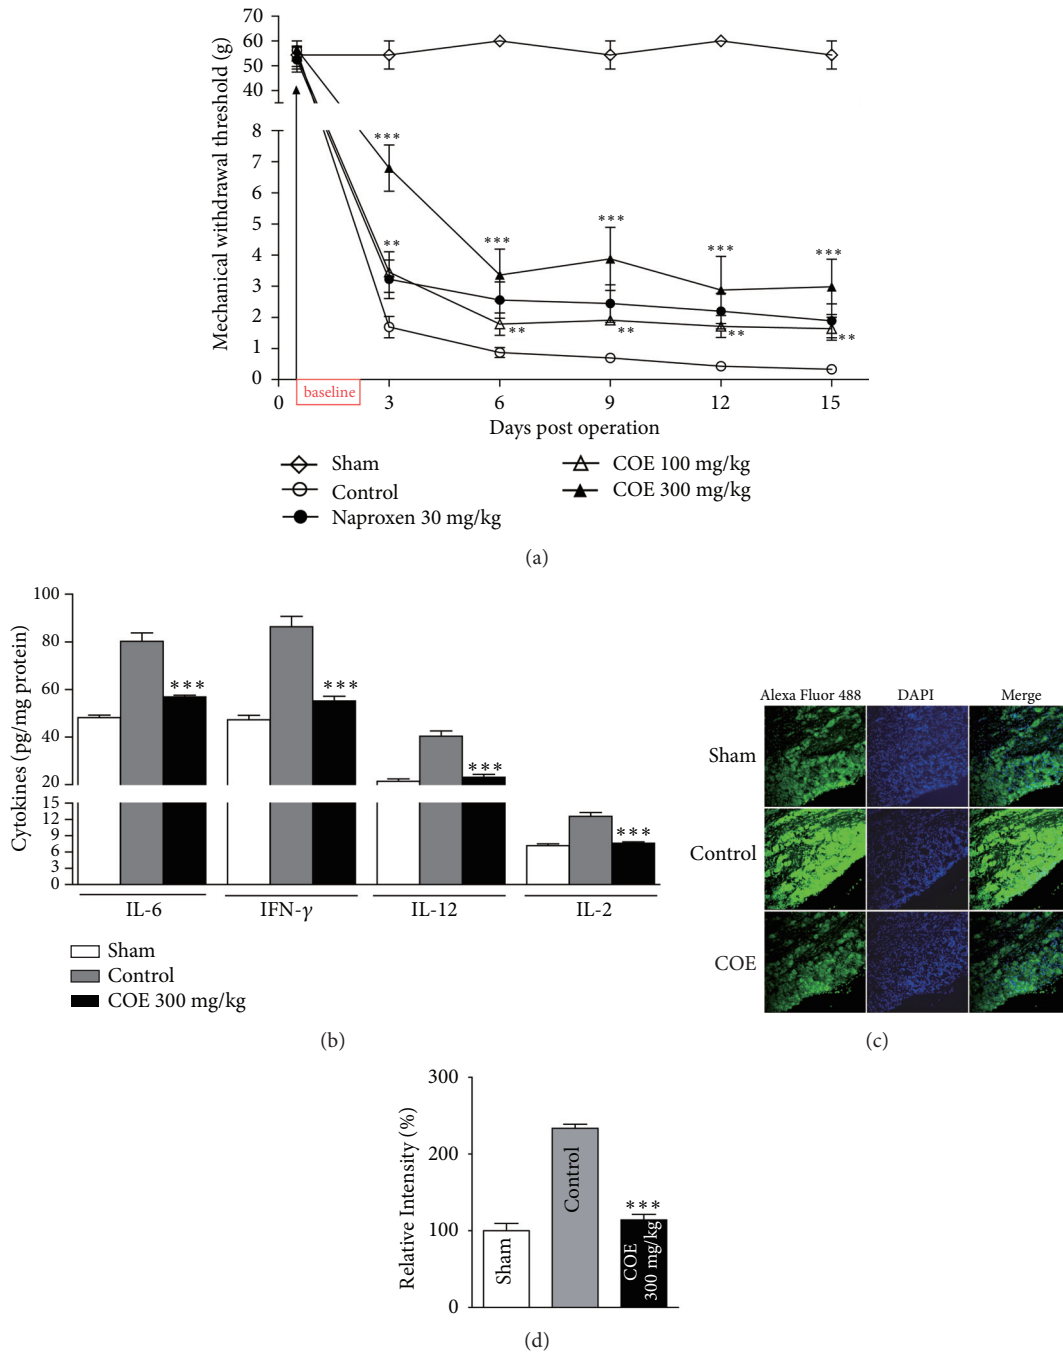 70
60
50
40
8
7
6
5
4
3
2
1
0
Mechanical withdrawal threshold (g)
***
**
***
**
***
**
***
**
***
**
baseline
0 3 6 9 12 15
Days post operation
Sham
Control
Naproxen 30 mg/kg
COE 100 mg/kg
COE 300 mg/kg
(a)
100
80
60
40
20
15
12
9
6
3
0
Cytokines (pg/mg protein)
***
***
***
***
IL-6 IFN-γ IL-12 IL-2
Sham
Control
COE 300 mg/kg
(b)
Alexa Fluor 488 DAPI Merge
Sham
Control
COE
(c)
300
200
100
0
Relative Intensity (%)
Sham
Control
***
COE
300 mg/kg
(d)